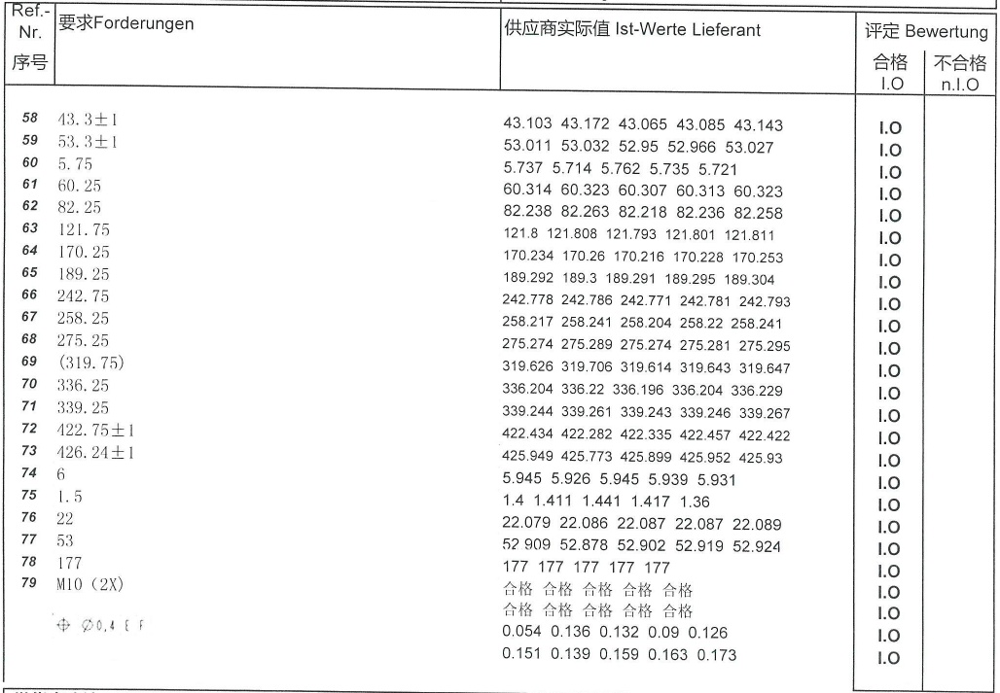 Ref.-Nr. 序号 要求Forderungen 供应商实际值 Ist-Werte Lieferant 评定 Bewertung
合格 I.O 不合格 n.I.O
58 43.3±1 43.103 43.172 43.065 43.085 43.143 I.O
59 53.3±1 53.011 53.032 52.95 52.966 53.027 I.O
60 5.75 5.737 5.714 5.762 5.735 5.721 I.O
61 60.25 60.314 60.323 60.307 60.313 60.323 I.O
62 82.25 82.238 82.263 82.218 82.236 82.258 I.O
63 121.75 121.8 121.808 121.793 121.801 121.811 I.O
64 170.25 170.234 170.26 170.216 170.228 170.253 I.O
65 189.25 189.292 189.3 189.291 189.295 189.304 I.O
66 242.75 242.778 242.786 242.771 242.781 242.793 I.O
67 258.25 258.217 258.241 258.204 258.22 258.241 I.O
68 275.25 275.274 275.289 275.274 275.281 275.295 I.O
69 (319.75) 319.626 319.706 319.614 319.643 319.647 I.O
70 336.25 336.204 336.22 336.196 336.204 336.229 I.O
71 339.25 339.244 339.261 339.243 339.246 339.267 I.O
72 422.75±1 422.434 422.282 422.335 422.457 422.422 I.O
73 426.24±1 425.949 425.773 425.899 425.952 425.93 I.O
74 6 5.945 5.926 5.945 5.939 5.931 I.O
75 1.5 1.4 1.411 1.441 1.417 1.36 I.O
76 22 22.079 22.086 22.087 22.087 22.089 I.O
77 53 52.909 52.878 52.902 52.919 52.924 I.O
78 177 177 177 177 177 177 I.O
79 M10 (2X) 合格 合格 合格 合格 合格 I.O
合格 合格 合格 合格 合格 I.O
⌖ ∅0,4 E F 0.054 0.136 0.132 0.09 0.126 I.O
0.151 0.139 0.159 0.163 0.173 I.O